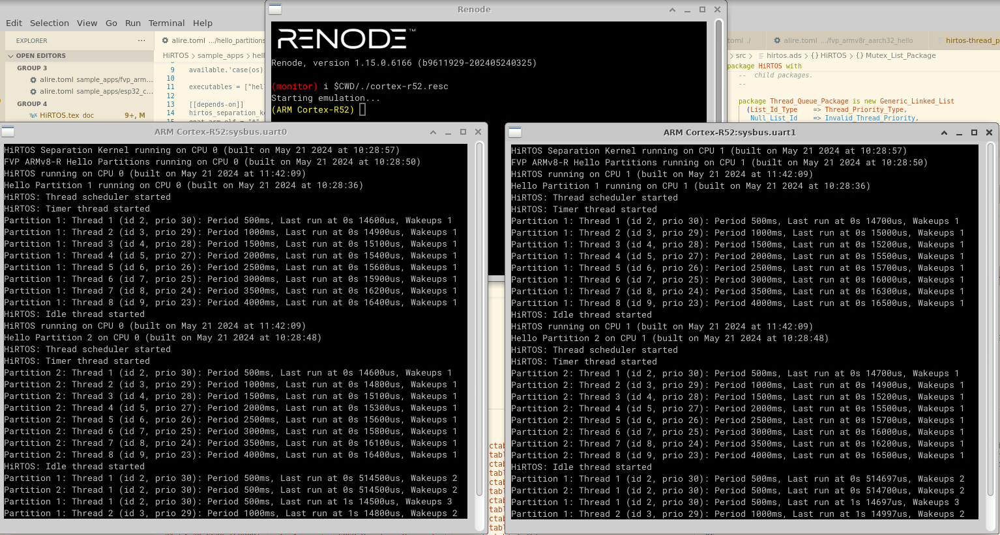 Renode
Edit Selection View Go Run Terminal Help
EXPLORER ...
OPEN EDITORS
GROUP 3
alire.toml sample_apps/fvp_arm...
alire.toml sample_apps/esp32_c...
GROUP 4
HiRTOS.tex doc 9+, M
alire.toml .../hello_partitions
HiRTOS > sample_apps > hell
9 available.'case(os)
10
11 executables = ["hel
12
13 [[depends-on]]
14 hirtos_separation_k
RENODE™
Renode, version 1.15.0.6166 (b9611929-202405240325)
(monitor) i $CWD/./cortex-r52.resc
Starting emulation...
(ARM Cortex-R52)
toml ./ alire.toml .../fvp_armv8r_aarch32_hello hirtos-thread_p
> src > hirtos.ads > {} HiRTOS > {} Mutex_List_Package
package HiRTOS with
-- child packages.
--
package Thread_Queue_Package is new Generic_Linked_List
(List_Id_Type => Thread_Priority_Type,
Null_List_Id => Invalid_Thread_Priority,
ARM Cortex-R52:sysbus.uart0
HiRTOS Separation Kernel running on CPU 0 (built on May 21 2024 at 10:28:57)
FVP ARMv8-R Hello Partitions running on CPU 0 (built on May 21 2024 at 10:28:50)
HiRTOS running on CPU 0 (built on May 21 2024 at 11:42:09)
Hello Partition 1 running on CPU 0 (built on May 21 2024 at 10:28:36)
HiRTOS: Thread scheduler started
HiRTOS: Timer thread started
Partition 1: Thread 1 (id 2, prio 30): Period 500ms, Last run at 0s 14600us, Wakeups 1
Partition 1: Thread 2 (id 3, prio 29): Period 1000ms, Last run at 0s 14900us, Wakeups 1
Partition 1: Thread 3 (id 4, prio 28): Period 1500ms, Last run at 0s 15100us, Wakeups 1
Partition 1: Thread 4 (id 5, prio 27): Period 2000ms, Last run at 0s 15400us, Wakeups 1
Partition 1: Thread 5 (id 6, prio 26): Period 2500ms, Last run at 0s 15600us, Wakeups 1
Partition 1: Thread 6 (id 7, prio 25): Period 3000ms, Last run at 0s 15900us, Wakeups 1
Partition 1: Thread 7 (id 8, prio 24): Period 3500ms, Last run at 0s 16200us, Wakeups 1
Partition 1: Thread 8 (id 9, prio 23): Period 4000ms, Last run at 0s 16400us, Wakeups 1
HiRTOS: Idle thread started
HiRTOS running on CPU 0 (built on May 21 2024 at 11:42:09)
Hello Partition 2 on CPU 0 (built on May 21 2024 at 10:28:48)
HiRTOS: Thread scheduler started
HiRTOS: Timer thread started
Partition 2: Thread 1 (id 2, prio 30): Period 500ms, Last run at 0s 14600us, Wakeups 1
Partition 2: Thread 2 (id 3, prio 29): Period 1000ms, Last run at 0s 14800us, Wakeups 1
Partition 2: Thread 3 (id 4, prio 28): Period 1500ms, Last run at 0s 15100us, Wakeups 1
Partition 2: Thread 4 (id 5, prio 27): Period 2000ms, Last run at 0s 15300us, Wakeups 1
Partition 2: Thread 5 (id 6, prio 26): Period 2500ms, Last run at 0s 15600us, Wakeups 1
Partition 2: Thread 6 (id 7, prio 25): Period 3000ms, Last run at 0s 15800us, Wakeups 1
Partition 2: Thread 7 (id 8, prio 24): Period 3500ms, Last run at 0s 16100us, Wakeups 1
Partition 2: Thread 8 (id 9, prio 23): Period 4000ms, Last run at 0s 16400us, Wakeups 1
HiRTOS: Idle thread started
Partition 1: Thread 1 (id 2, prio 30): Period 500ms, Last run at 0s 514500us, Wakeups 2
Partition 2: Thread 1 (id 2, prio 30): Period 500ms, Last run at 0s 514500us, Wakeups 2
Partition 1: Thread 1 (id 2, prio 30): Period 500ms, Last run at 1s 14500us, Wakeups 3
Partition 1: Thread 2 (id 3, prio 29): Period 1000ms, Last run at 1s 14800us, Wakeups 2
ARM Cortex-R52:sysbus.uart1
HiRTOS Separation Kernel running on CPU 1 (built on May 21 2024 at 10:28:57)
FVP ARMv8-R Hello Partitions running on CPU 1 (built on May 21 2024 at 10:28:50)
HiRTOS running on CPU 1 (built on May 21 2024 at 11:42:09)
Hello Partition 1 running on CPU 1 (built on May 21 2024 at 10:28:36)
HiRTOS: Thread scheduler started
HiRTOS: Timer thread started
Partition 1: Thread 1 (id 2, prio 30): Period 500ms, Last run at 0s 14700us, Wakeups 1
Partition 1: Thread 2 (id 3, prio 29): Period 1000ms, Last run at 0s 15000us, Wakeups 1
Partition 1: Thread 3 (id 4, prio 28): Period 1500ms, Last run at 0s 15200us, Wakeups 1
Partition 1: Thread 4 (id 5, prio 27): Period 2000ms, Last run at 0s 15500us, Wakeups 1
Partition 1: Thread 5 (id 6, prio 26): Period 2500ms, Last run at 0s 15700us, Wakeups 1
Partition 1: Thread 6 (id 7, prio 25): Period 3000ms, Last run at 0s 16000us, Wakeups 1
Partition 1: Thread 7 (id 8, prio 24): Period 3500ms, Last run at 0s 16300us, Wakeups 1
Partition 1: Thread 8 (id 9, prio 23): Period 4000ms, Last run at 0s 16500us, Wakeups 1
HiRTOS: Idle thread started
HiRTOS running on CPU 1 (built on May 21 2024 at 11:42:09)
Hello Partition 2 on CPU 1 (built on May 21 2024 at 10:28:48)
HiRTOS: Thread scheduler started
HiRTOS: Timer thread started
Partition 2: Thread 1 (id 2, prio 30): Period 500ms, Last run at 0s 14700us, Wakeups 1
Partition 2: Thread 2 (id 3, prio 29): Period 1000ms, Last run at 0s 14900us, Wakeups 1
Partition 2: Thread 3 (id 4, prio 28): Period 1500ms, Last run at 0s 15200us, Wakeups 1
Partition 2: Thread 4 (id 5, prio 27): Period 2000ms, Last run at 0s 15500us, Wakeups 1
Partition 2: Thread 5 (id 6, prio 26): Period 2500ms, Last run at 0s 15700us, Wakeups 1
Partition 2: Thread 6 (id 7, prio 25): Period 3000ms, Last run at 0s 16000us, Wakeups 1
Partition 2: Thread 7 (id 8, prio 24): Period 3500ms, Last run at 0s 16200us, Wakeups 1
Partition 2: Thread 8 (id 9, prio 23): Period 4000ms, Last run at 0s 16500us, Wakeups 1
HiRTOS: Idle thread started
Partition 1: Thread 1 (id 2, prio 30): Period 500ms, Last run at 0s 514697us, Wakeups 2
Partition 2: Thread 1 (id 2, prio 30): Period 500ms, Last run at 0s 514700us, Wakeups 2
Partition 1: Thread 1 (id 2, prio 30): Period 500ms, Last run at 1s 14697us, Wakeups 3
Partition 1: Thread 2 (id 3, prio 29): Period 1000ms, Last run at 1s 14997us, Wakeups 2